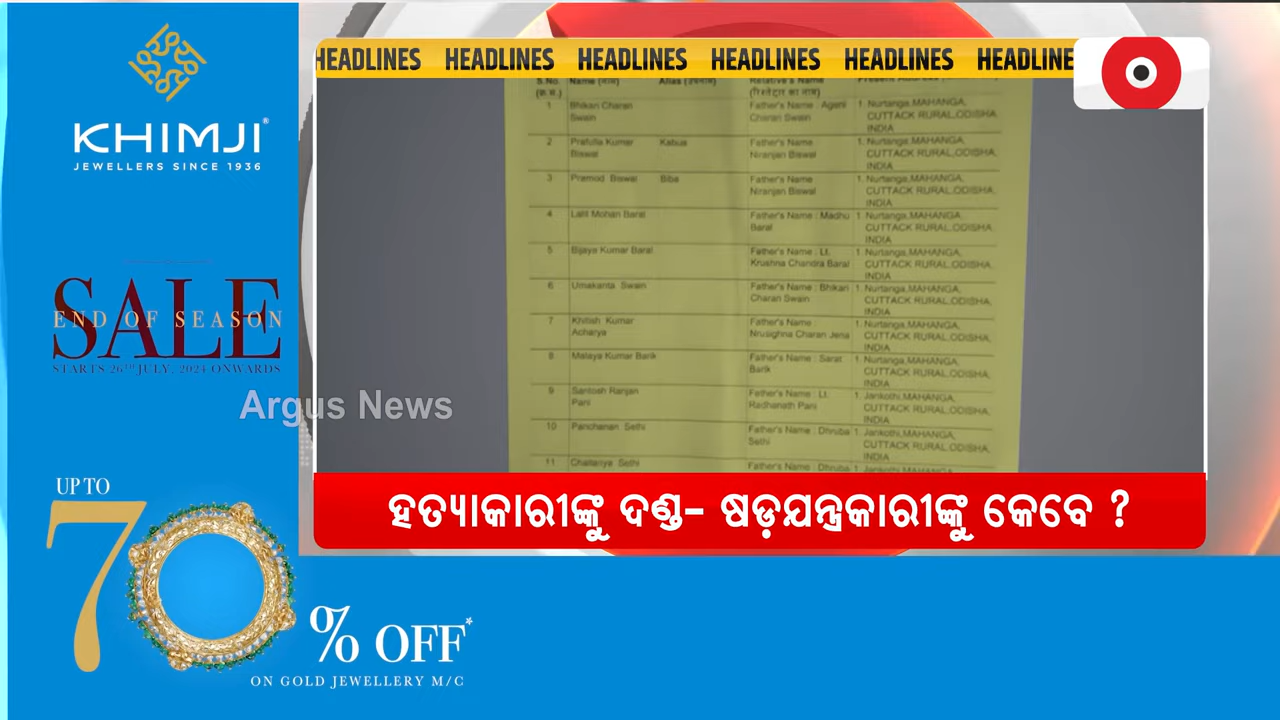 KHIMJI®
JEWELLERS SINCE 1936
SALE
END OF SEASON
STARTS 26TH JULY, 2024 ONWARDS
UP TO
70
% OFF*
ON GOLD JEWELLERY M/C
HEADLINES HEADLINES HEADLINES HEADLINES HEADLINES HEADLINE
S.No. Name (नाम) Alias (उपनाम) Relative's Name Present Address
(क्र.सं.) (रिश्तेदार का नाम)
1 Bhikari Charan Father's Name : Agani 1. Nurtanga,MAHANGA,
Swain Charan Swain CUTTACK RURAL,ODISHA,
INDIA
2 Prafulla Kumar Kabua Father's Name 1. Nurtanga,MAHANGA,
Biswal Niranjan Biswal CUTTACK RURAL,ODISHA,
INDIA
3 Premod Biswal Biba Father's Name 1. Nurtanga,MAHANGA,
Niranjan Biswal CUTTACK RURAL,ODISHA,
INDIA
4 Lalit Mohan Baral Father's Name : Madhu 1. Nurtanga,MAHANGA,
Baral CUTTACK RURAL,ODISHA,
INDIA
5 Bijaya Kumar Baral Father's Name : Lt. 1. Nurtanga,MAHANGA,
Krushna Chandra Baral CUTTACK RURAL,ODISHA,
INDIA
6 Umakanta Swain Father's Name : Bhikari 1. Nurtanga,MAHANGA,
Charan Swain CUTTACK RURAL,ODISHA,
INDIA
7 Khitish Kumar Father's Name : 1. Nurtanga,MAHANGA,
Acharya Nrusighna Charan Jena CUTTACK RURAL,ODISHA,
INDIA
8 Malaya Kumar Barik Father's Name : Sarat 1. Nurtanga,MAHANGA,
Barik CUTTACK RURAL,ODISHA,
INDIA
9 Santosh Ranjan Father's Name : Lt. 1. Jankothi,MAHANGA,
Pani Radhanath Pani CUTTACK RURAL,ODISHA,
INDIA
10 Panchanan Sethi Father's Name : Dhruba 1. Jankothi,MAHANGA,
Sethi CUTTACK RURAL,ODISHA,
INDIA
11 Chaitanya Sethi Father's Name : Dhruba 1. Jankothi,MAHANGA,
Argus News
ହତ୍ୟାକାରୀଙ୍କୁ ଦଣ୍ଡ- ଷଡ଼ଯନ୍ତ୍ରକାରୀଙ୍କୁ କେବେ ?